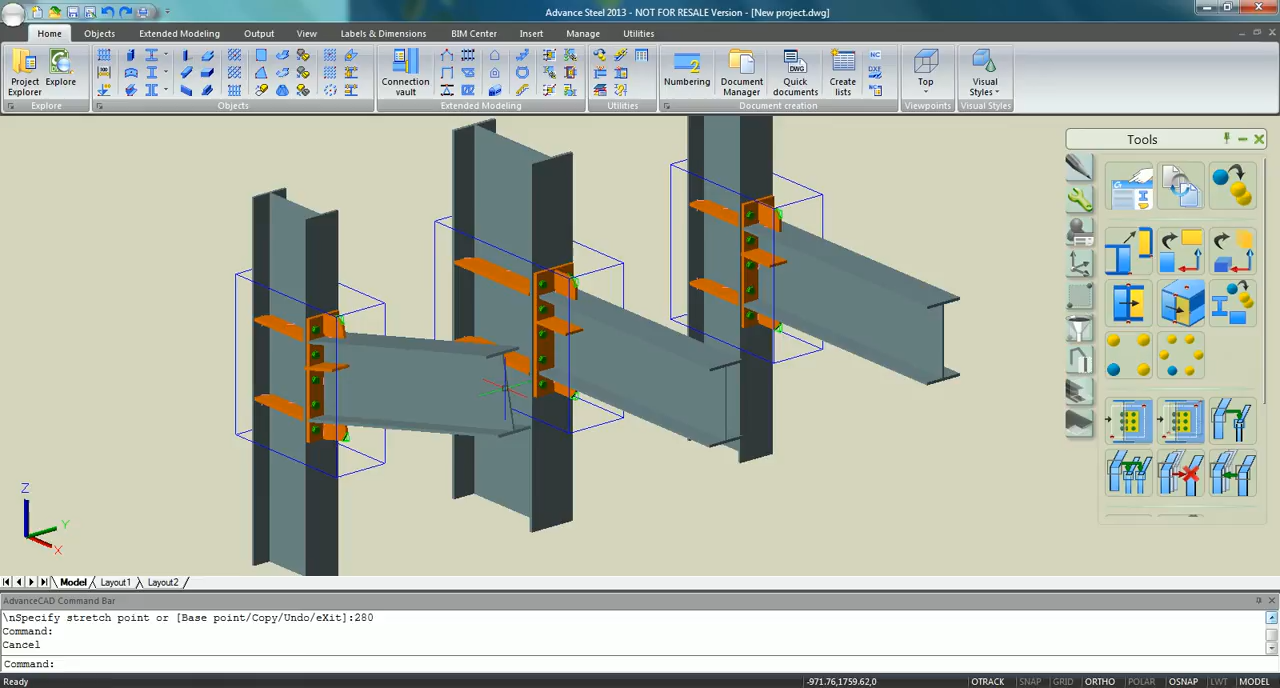 Advance Steel 2013 - NOT FOR RESALE Version - [New project.dwg]
Home Objects Extended Modeling Output View Labels & Dimensions BIM Center Insert Manage Utilities
Project Explorer
Explore
Connection vault
Numbering
Document Manager
Quick documents
Create lists
Top
Visual Styles
Explore Objects Extended Modeling Utilities Document creation Viewpoints Visual Styles
Tools
Z
Y
X
Model Layout1 Layout2
AdvanceCAD Command Bar
\nSpecify stretch point or [Base point/Copy/Undo/eXit]:280
Command:
Cancel
Command:
Ready -971.76,1759.62,0 OTRACK SNAP GRID ORTHO POLAR OSNAP LWT MODEL